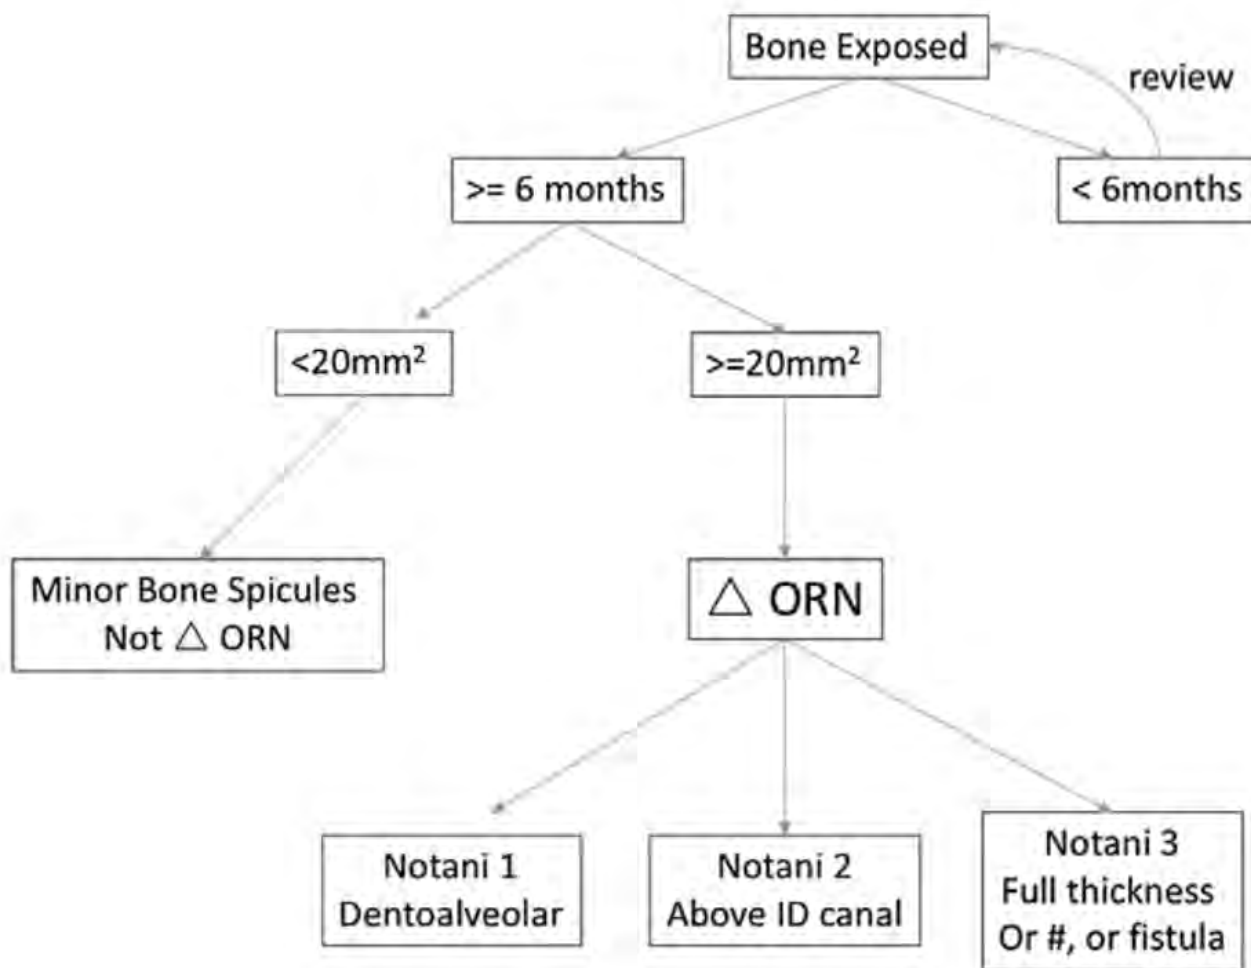 Bone Exposed
review
>= 6 months
< 6months
<20mm²
>=20mm²
Minor Bone Spicules
Not △ ORN
△ ORN
Notani 1
Dentoalveolar
Notani 2
Above ID canal
Notani 3
Full thickness
Or #, or fistula